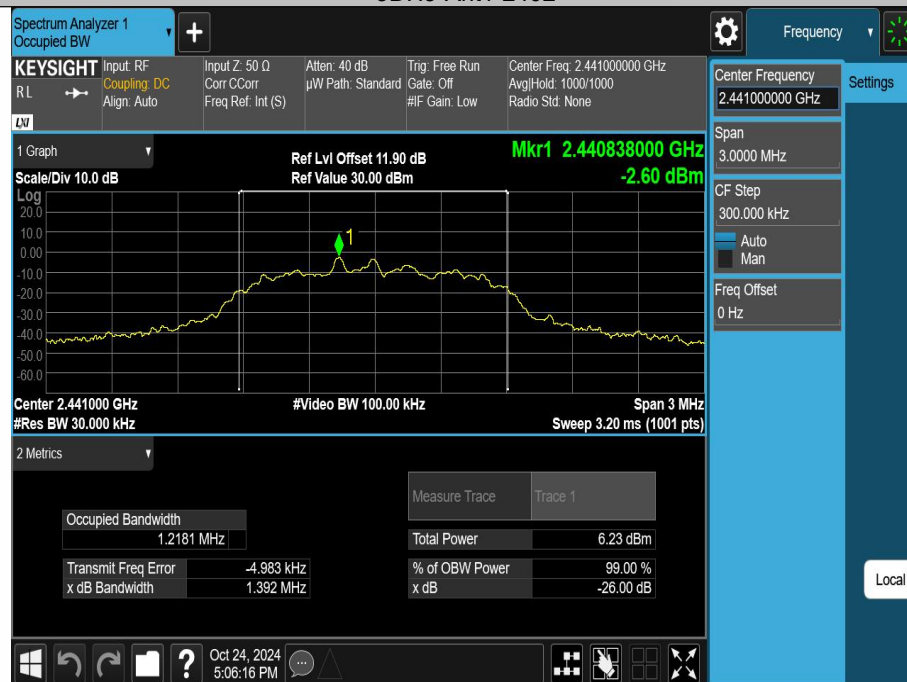 Spectrum Analyzer 1
Occupied BW
+
Frequency
KEYSIGHT
RL
LXI
Input: RF
Coupling: DC
Align: Auto
Input Z: 50 Ω
Corr CCorr
Freq Ref: Int (S)
Atten: 40 dB
µW Path: Standard
Trig: Free Run
Gate: Off
#IF Gain: Low
Center Freq: 2.441000000 GHz
Avg|Hold: 1000/1000
Radio Std: None
Center Frequency
2.441000000 GHz
Settings
Span
3.0000 MHz
CF Step
300.000 kHz
Auto
Man
Freq Offset
0 Hz
Local
1 Graph
Scale/Div 10.0 dB
Ref Lvl Offset 11.90 dB
Ref Value 30.00 dBm
Mkr1 2.440838000 GHz
-2.60 dBm
Log
20.0
10.0
0.00
-10.0
-20.0
-30.0
-40.0
-50.0
-60.0
1
Center 2.441000 GHz
#Res BW 30.000 kHz
#Video BW 100.00 kHz
Span 3 MHz
Sweep 3.20 ms (1001 pts)
2 Metrics
Measure Trace
Trace 1
Occupied Bandwidth
1.2181 MHz
Total Power
6.23 dBm
Transmit Freq Error
-4.983 kHz
% of OBW Power
99.00 %
x dB Bandwidth
1.392 MHz
x dB
-26.00 dB
?
Oct 24, 2024
5:06:16 PM